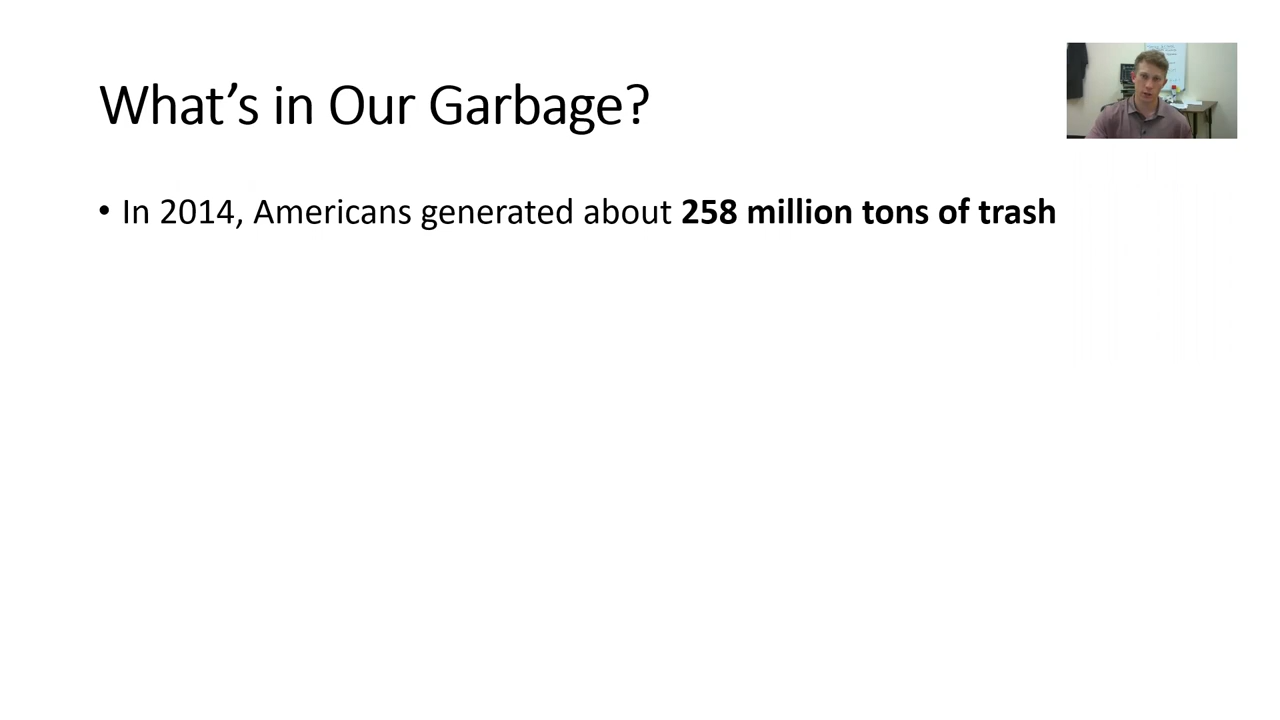 What’s in Our Garbage?
• In 2014, Americans generated about 258 million tons of trash